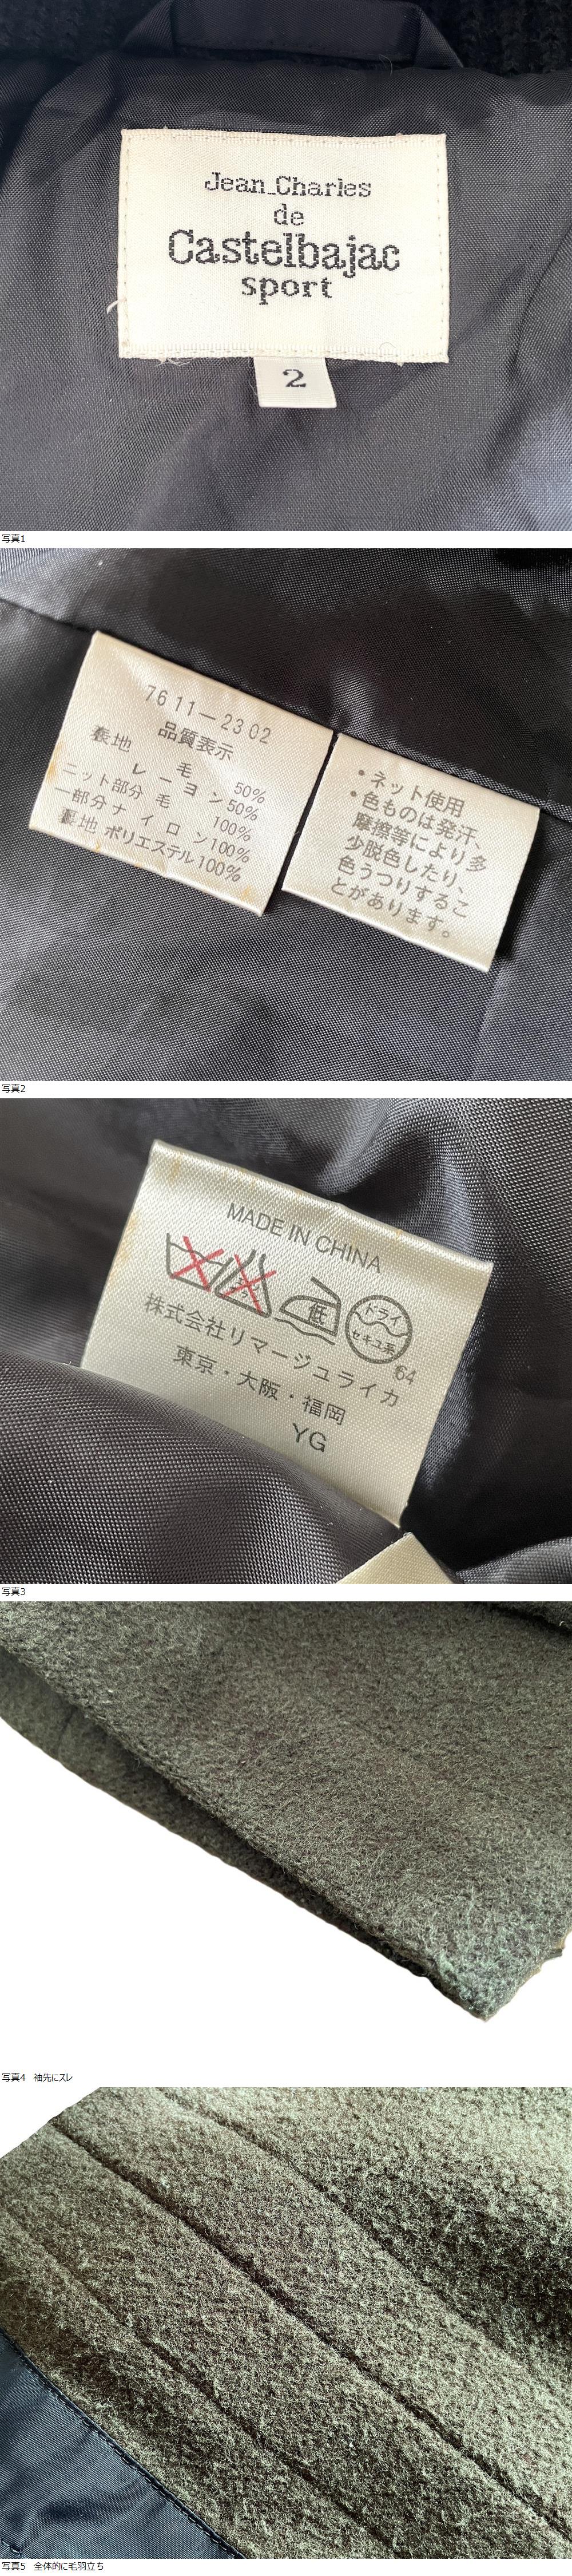 Jean_Charles
de
Castelbajac
sport
2
写真1
7611－2302
品質表示
表地 毛 50%
レーヨン 50%
ニット部分 毛 100%
一部分ナイロン100%
裏地 ポリエステル100%
・ネット使用
・色ものは発汗、
摩擦等により多
少脱色したり、
色うつりするこ
とがあります。
写真2
MADE IN CHINA
低
ドライ
セキユ系
64
株式会社リマージュライカ
東京・大阪・福岡
YG
写真3
写真4 袖先にスレ
写真5 全体的に毛羽立ち